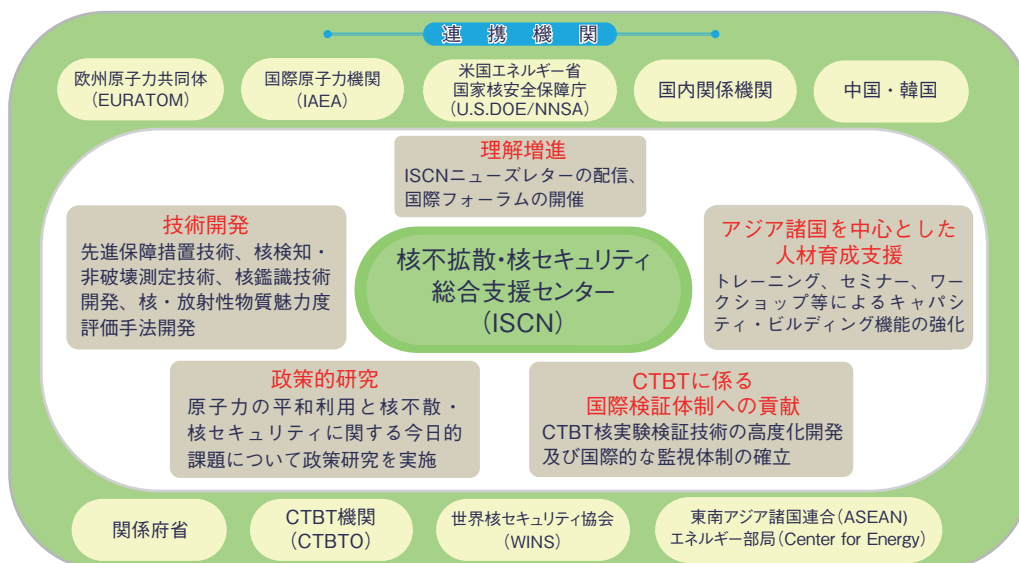 連携機関
欧州原子力共同体
(EURATOM)
国際原子力機関
(IAEA)
米国エネルギー省
国家核安全保障庁
(U.S.DOE/NNSA)
国内関係機関
中国・韓国
理解増進
ISCNニューズレターの配信、
国際フォーラムの開催
技術開発
先進保障措置技術、核検知・
非破壊測定技術、核鑑識技術
開発、核・放射性物質魅力度
評価手法開発
核不拡散・核セキュリティ
総合支援センター
(ISCN)
アジア諸国を中心とした
人材育成支援
トレーニング、セミナー、ワー
クショップ等によるキャパシ
ティ・ビルディング機能の強化
政策的研究
原子力の平和利用と核不散・
核セキュリティに関する今日的
課題について政策研究を実施
CTBTに係る
国際検証体制への貢献
CTBT核実験検証技術の高度化開発
及び国際的な監視体制の確立
関係府省
CTBT機関
(CTBTO)
世界核セキュリティ協会
(WINS)
東南アジア諸国連合(ASEAN)
エネルギー部局(Center for Energy)